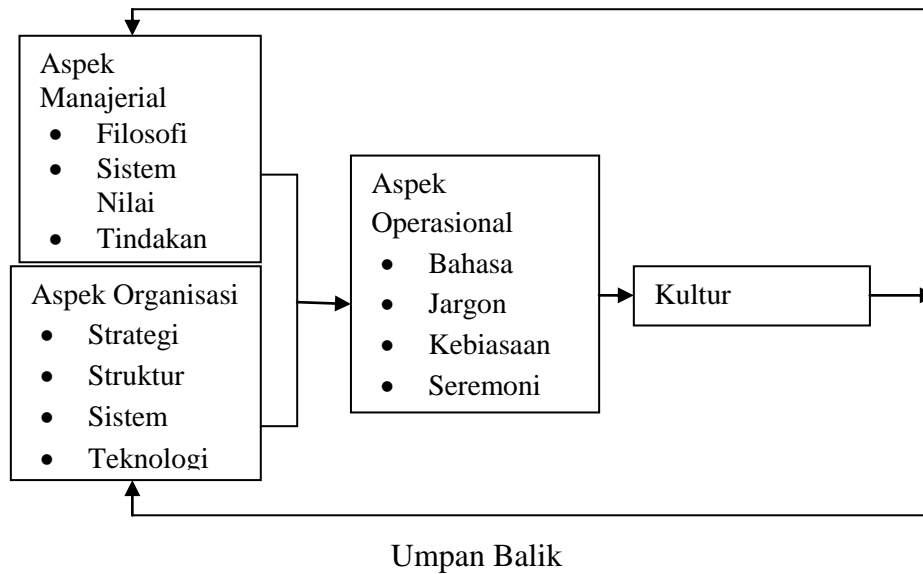 Aspek
Manajerial
• Filosofi
• Sistem
Nilai
• Tindakan
Aspek Organisasi
• Strategi
• Struktur
• Sistem
• Teknologi
Aspek
Operasional
• Bahasa
• Jargon
• Kebiasaan
• Seremoni
Kultur
Umpan Balik